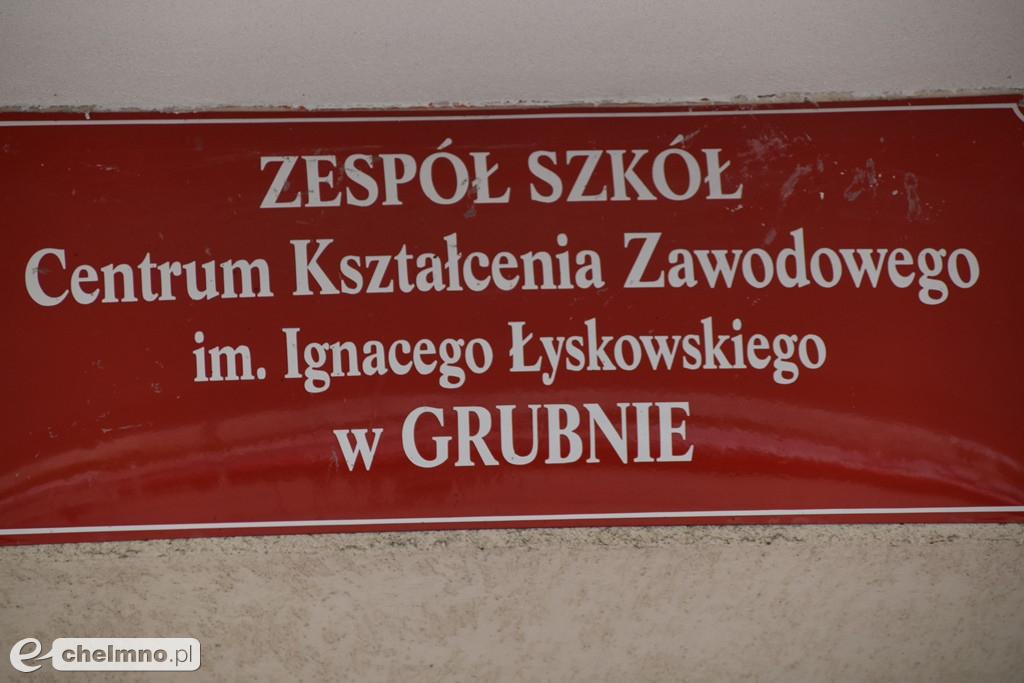 ZESPÓŁ SZKÓŁ
Centrum Kształcenia Zawodowego
im. Ignacego Łyskowskiego
w GRUBNIE
e chelmno.pl